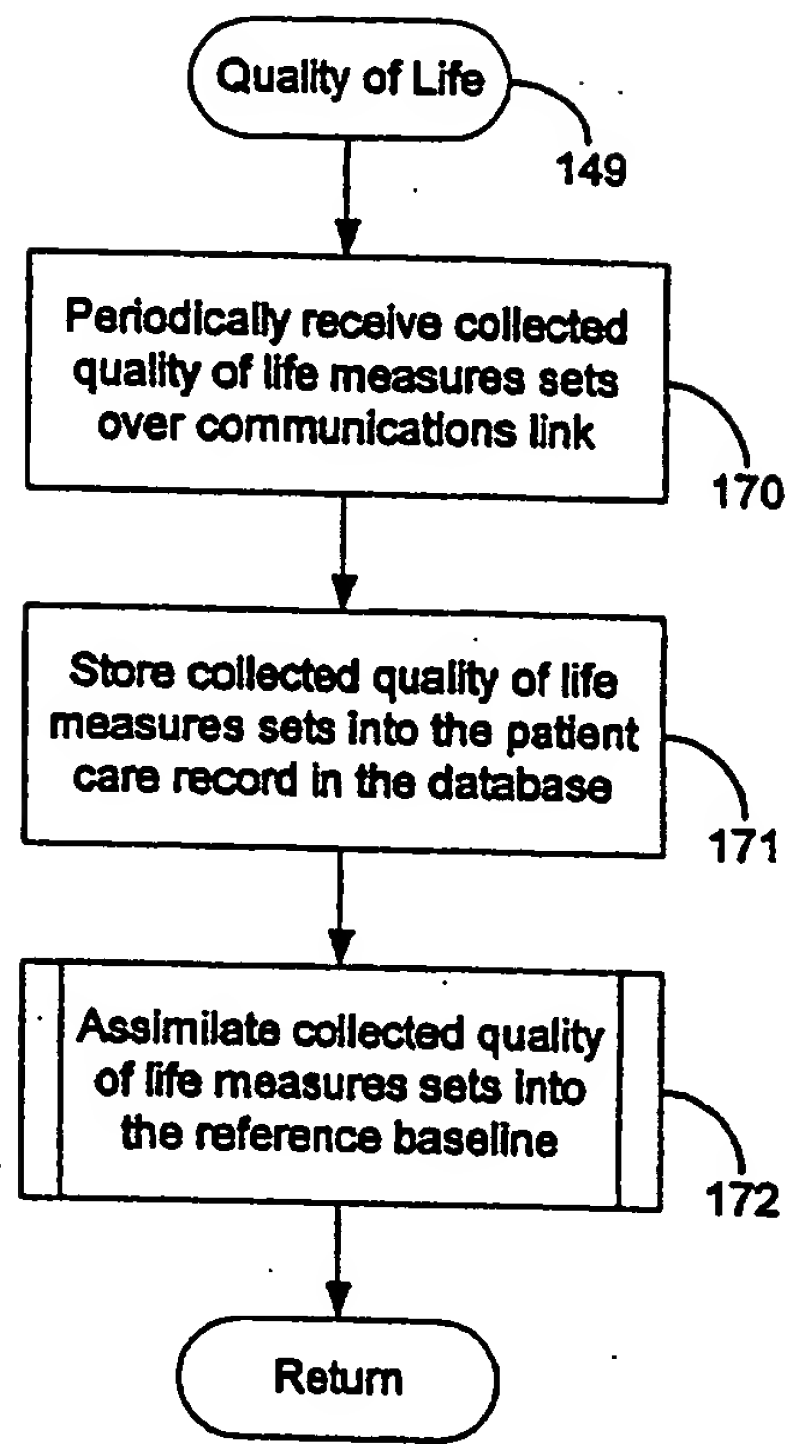 Quality of Life
149
Periodically receive collected
quality of life measures sets
over communications link
170
Store collected quality of life
measures sets into the patient
care record in the database
171
Assimilate collected quality
of life measures sets into
the reference baseline
172
Return